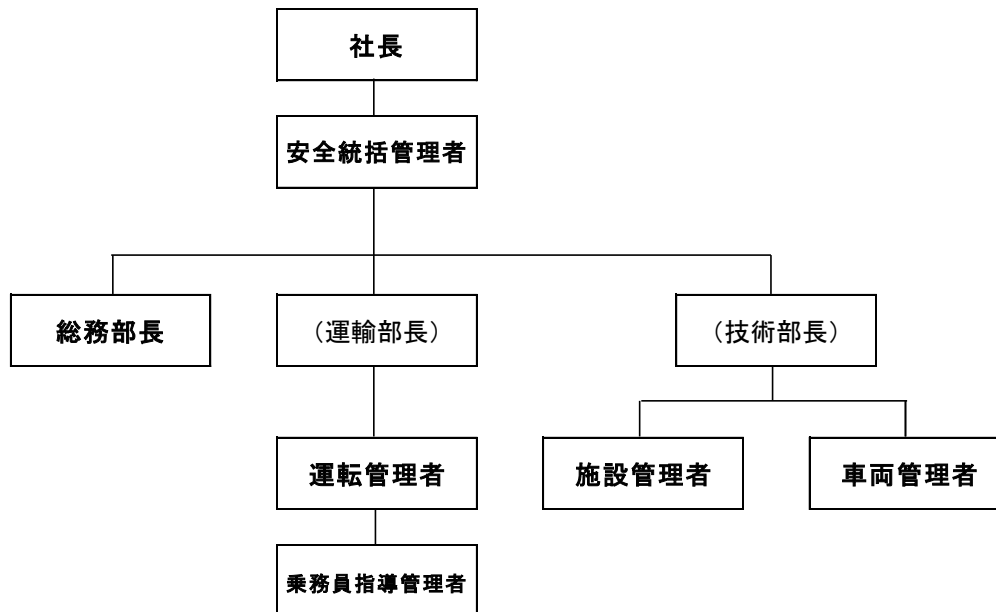 社長
安全統括管理者
総務部長
（運輸部長）
（技術部長）
運転管理者
施設管理者
車両管理者
乗務員指導管理者